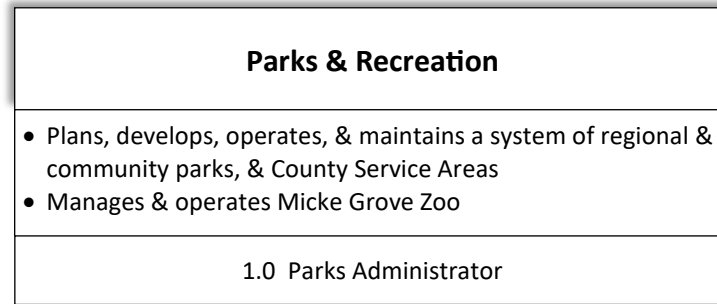 Parks & Recreation
• Plans, develops, operates, & maintains a system of regional &
community parks, & County Service Areas
• Manages & operates Micke Grove Zoo
1.0 Parks Administrator